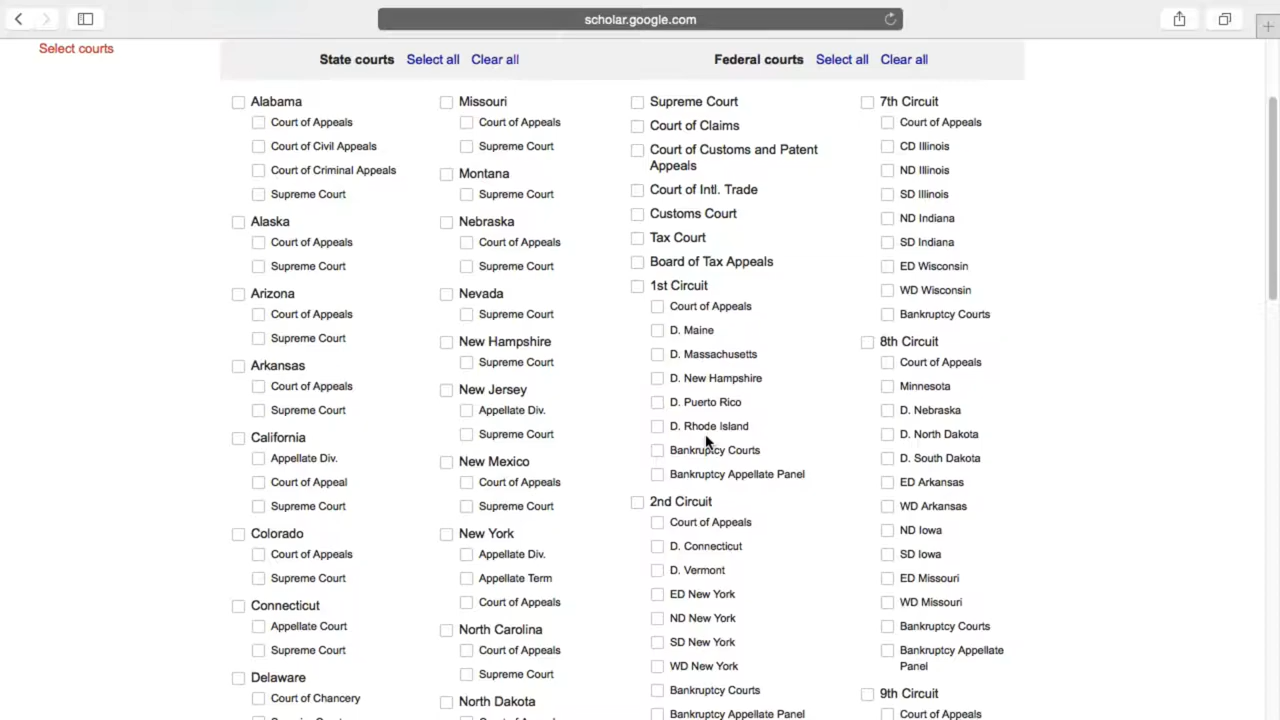 scholar.google.com
Select courts
State courts Select all Clear all
Federal courts Select all Clear all
Alabama
Court of Appeals
Court of Civil Appeals
Court of Criminal Appeals
Supreme Court
Alaska
Court of Appeals
Supreme Court
Arizona
Court of Appeals
Supreme Court
Arkansas
Court of Appeals
Supreme Court
California
Appellate Div.
Court of Appeal
Supreme Court
Colorado
Court of Appeals
Supreme Court
Connecticut
Appellate Court
Supreme Court
Delaware
Court of Chancery
Missouri
Court of Appeals
Supreme Court
Montana
Supreme Court
Nebraska
Court of Appeals
Supreme Court
Nevada
Supreme Court
New Hampshire
Supreme Court
New Jersey
Appellate Div.
Supreme Court
New Mexico
Court of Appeals
Supreme Court
New York
Appellate Div.
Appellate Term
Court of Appeals
North Carolina
Court of Appeals
Supreme Court
North Dakota
Supreme Court
Court of Claims
Court of Customs and Patent
Appeals
Court of Intl. Trade
Customs Court
Tax Court
Board of Tax Appeals
1st Circuit
Court of Appeals
D. Maine
D. Massachusetts
D. New Hampshire
D. Puerto Rico
D. Rhode Island
Bankruptcy Courts
Bankruptcy Appellate Panel
2nd Circuit
Court of Appeals
D. Connecticut
D. Vermont
ED New York
ND New York
SD New York
WD New York
Bankruptcy Courts
Bankruptcy Appellate Panel
7th Circuit
Court of Appeals
CD Illinois
ND Illinois
SD Illinois
ND Indiana
SD Indiana
ED Wisconsin
WD Wisconsin
Bankruptcy Courts
8th Circuit
Court of Appeals
Minnesota
D. Nebraska
D. North Dakota
D. South Dakota
ED Arkansas
WD Arkansas
ND Iowa
SD Iowa
ED Missouri
WD Missouri
Bankruptcy Courts
Bankruptcy Appellate
Panel
9th Circuit
Court of Appeals